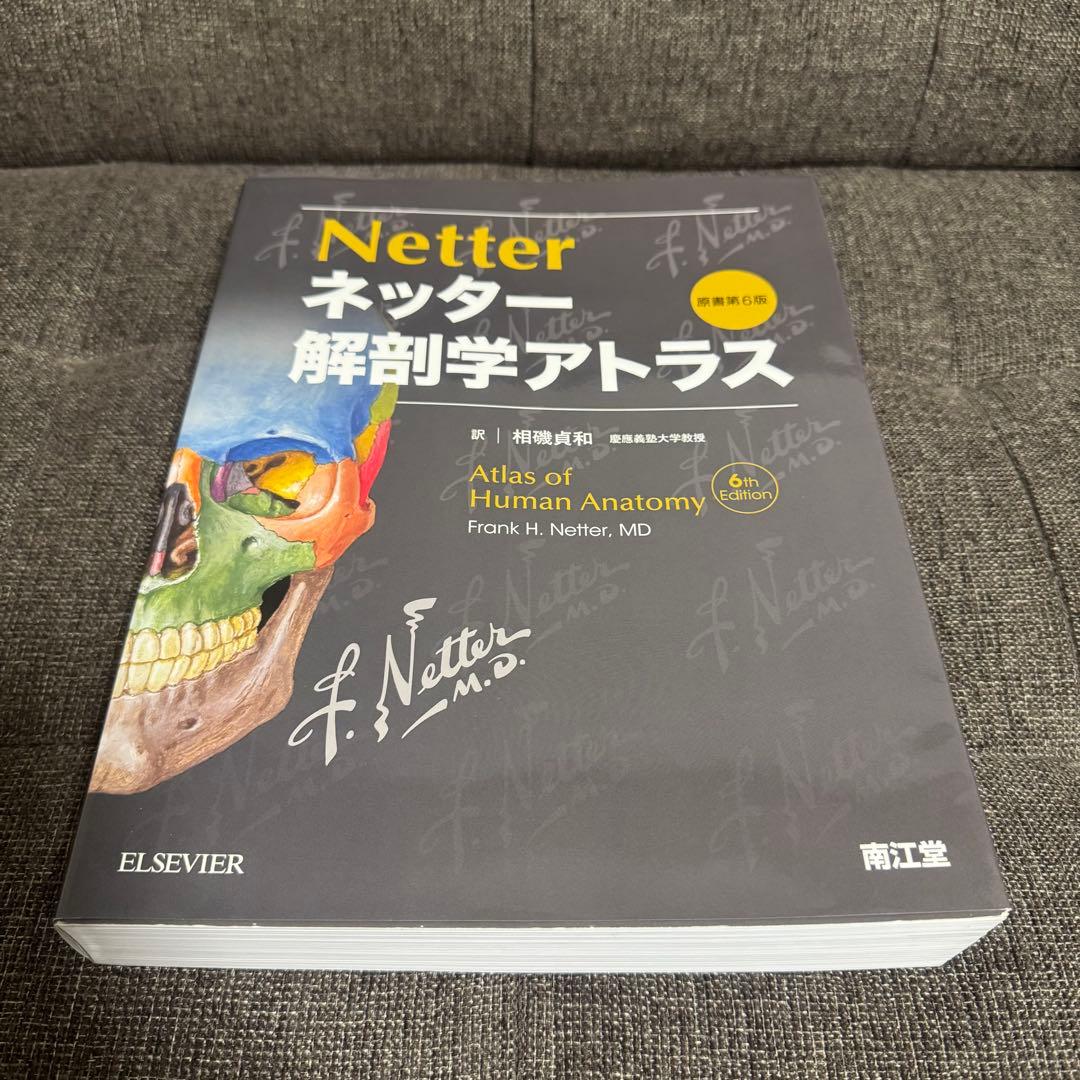 Netter
ネッター
解剖学アトラス
原書第6版
訳 | 相磯貞和 慶應義塾大学教授
Atlas of
Human Anatomy
6th
Edition
Frank H. Netter, MD
F. Netter
M.D.
ELSEVIER
南江堂